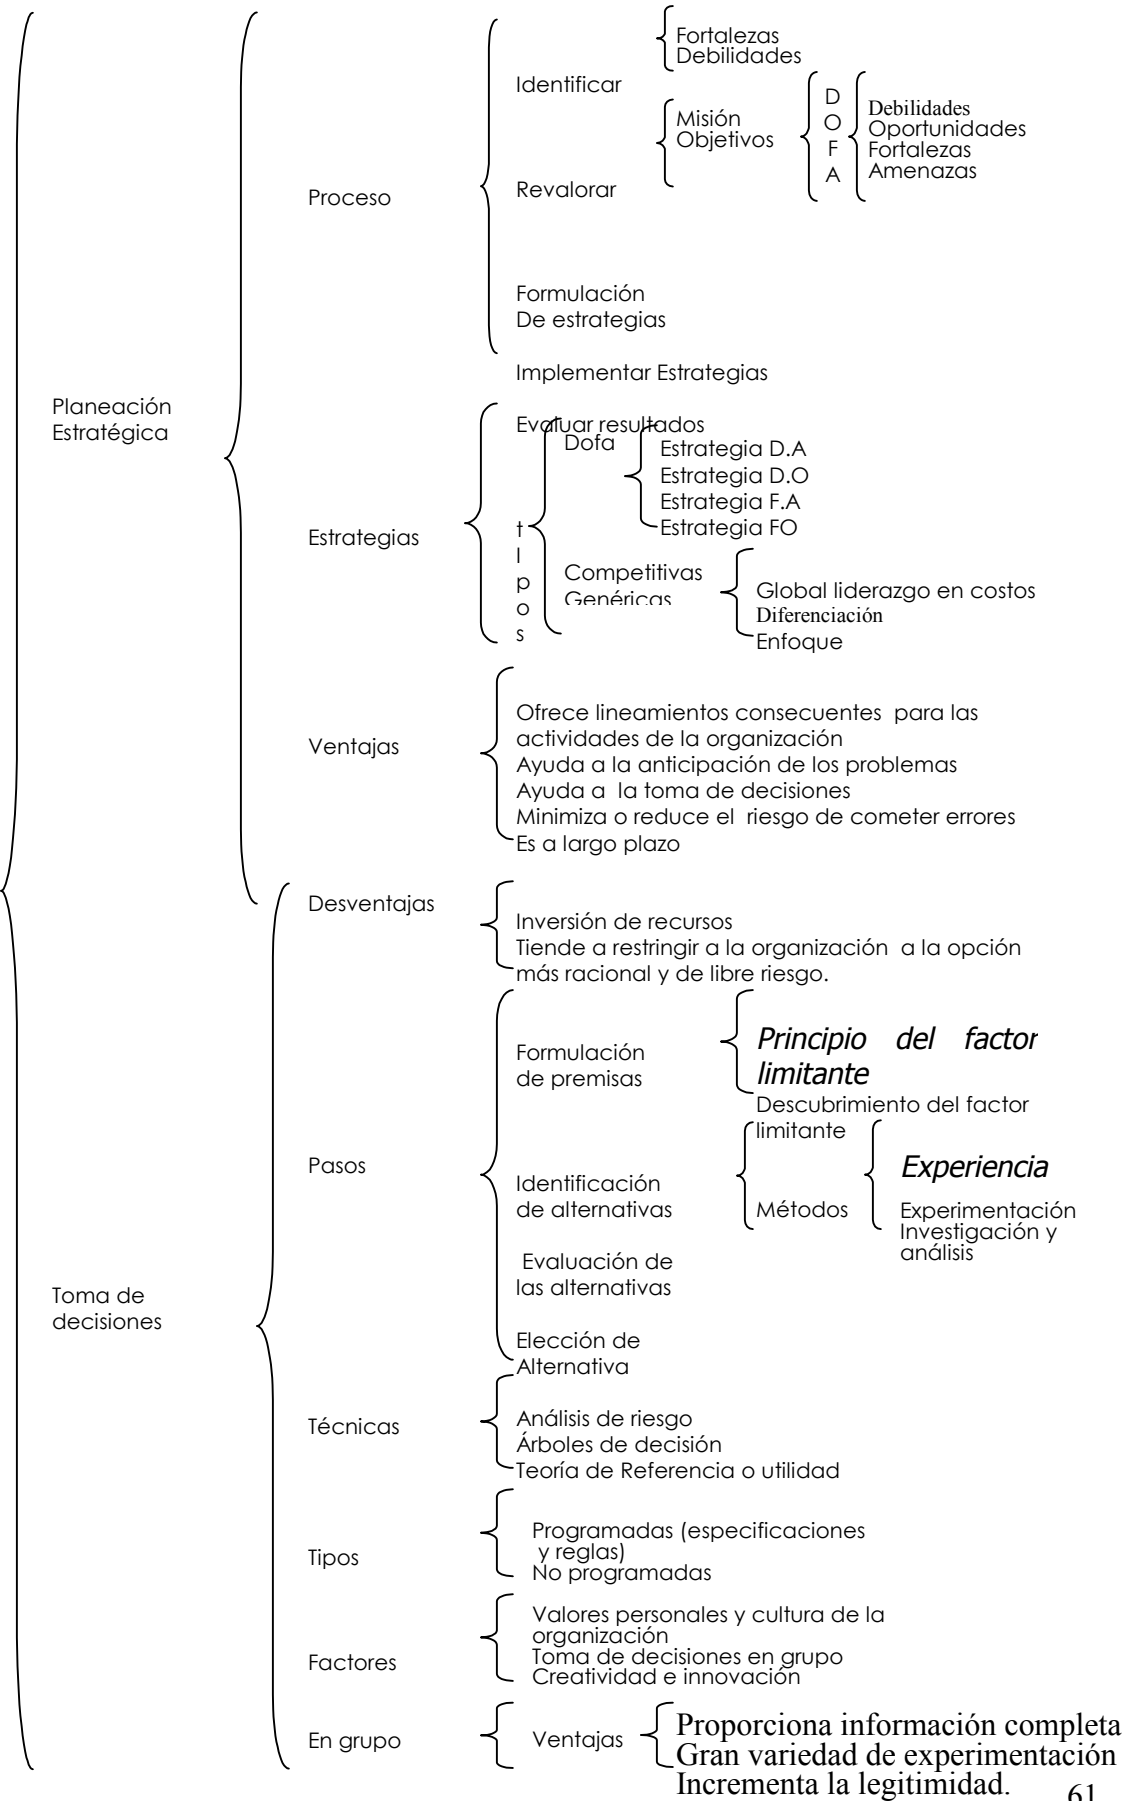 Fortalezas
Debilidades
Identificar
Misión
Objetivos
D
O
F
A
Debilidades
Oportunidades
Fortalezas
Amenazas
Proceso
Revalorar
Formulación
De estrategias
Implementar Estrategias
Planeación
Estratégica
Evaluar resultados
Dofa
Estrategia D.A
Estrategia D.O
Estrategia F.A
Estrategia FO
Estrategias
t
I
p
o
s
Competitivas
Genéricas
Global liderazgo en costos
Diferenciación
Enfoque
Ventajas
Ofrece lineamientos consecuentes para las
actividades de la organización
Ayuda a la anticipación de los problemas
Ayuda a la toma de decisiones
Minimiza o reduce el riesgo de cometer errores
Es a largo plazo
Desventajas
Inversión de recursos
Tiende a restringir a la organización a la opción
más racional y de libre riesgo.
Formulación
de premisas
Principio del factor
limitante
Descubrimiento del factor
limitante
Pasos
Identificación
de alternativas
Métodos
Experiencia
Experimentación
Investigación y
análisis
Evaluación de
las alternativas
Toma de
decisiones
Elección de
Alternativa
Técnicas
Análisis de riesgo
Árboles de decisión
Teoría de Referencia o utilidad
Tipos
Programadas (especificaciones
y reglas)
No programadas
Factores
Valores personales y cultura de la
organización
Toma de decisiones en grupo
Creatividad e innovación
En grupo
Ventajas
Proporciona información completa
Gran variedad de experimentación
Incrementa la legitimidad.
61